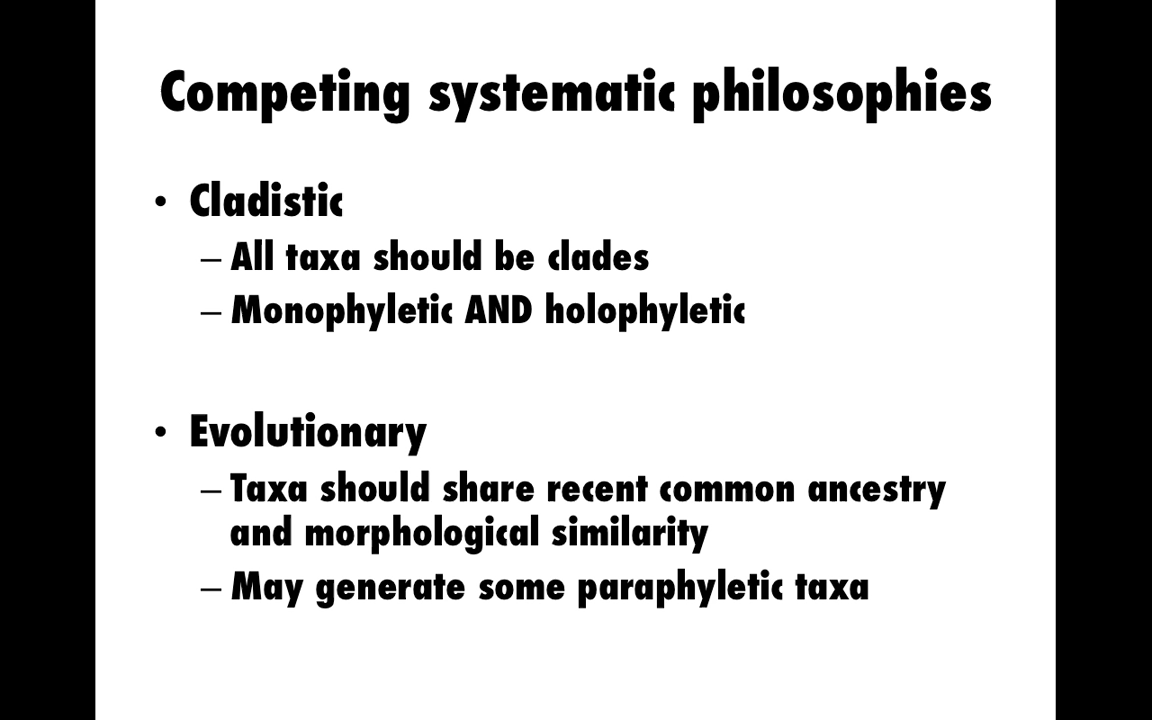 Competing systematic philosophies
• Cladistic
– All taxa should be clades
– Monophyletic AND holophyletic
• Evolutionary
– Taxa should share recent common ancestry
and morphological similarity
– May generate some paraphyletic taxa